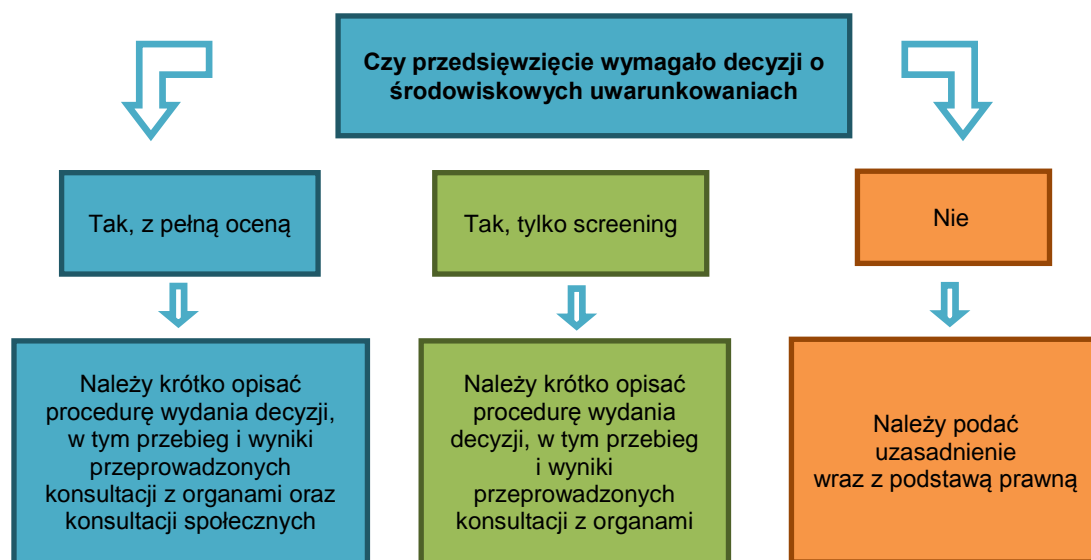 Czy przedsięwzięcie wymagało decyzji o
środowiskowych uwarunkowaniach
Tak, z pełną oceną
Tak, tylko screening
Nie
Należy krótko opisać
procedurę wydania decyzji,
w tym przebieg i wyniki
przeprowadzonych
konsultacji z organami oraz
konsultacji społecznych
Należy krótko opisać
procedurę wydania
decyzji, w tym przebieg
i wyniki
przeprowadzonych
konsultacji z organami
Należy podać
uzasadnienie
wraz z podstawą prawną